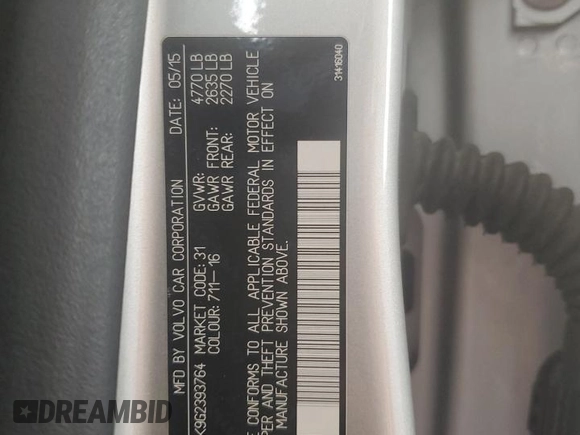 MFD BY VOLVO CAR CORPORATION DATE: 05/15
GVWR: 4770 LB
GAWR FRONT: 2635 LB
GAWR REAR: 2270 LB
K9G2393764 MARKET CODE: 31
COLOUR: 711-16
CONFORMS TO ALL APPLICABLE FEDERAL MOTOR VEHICLE
AND THEFT PREVENTION STANDARDS IN EFFECT ON
MANUFACTURE SHOWN ABOVE.
31416040
DREAMBID